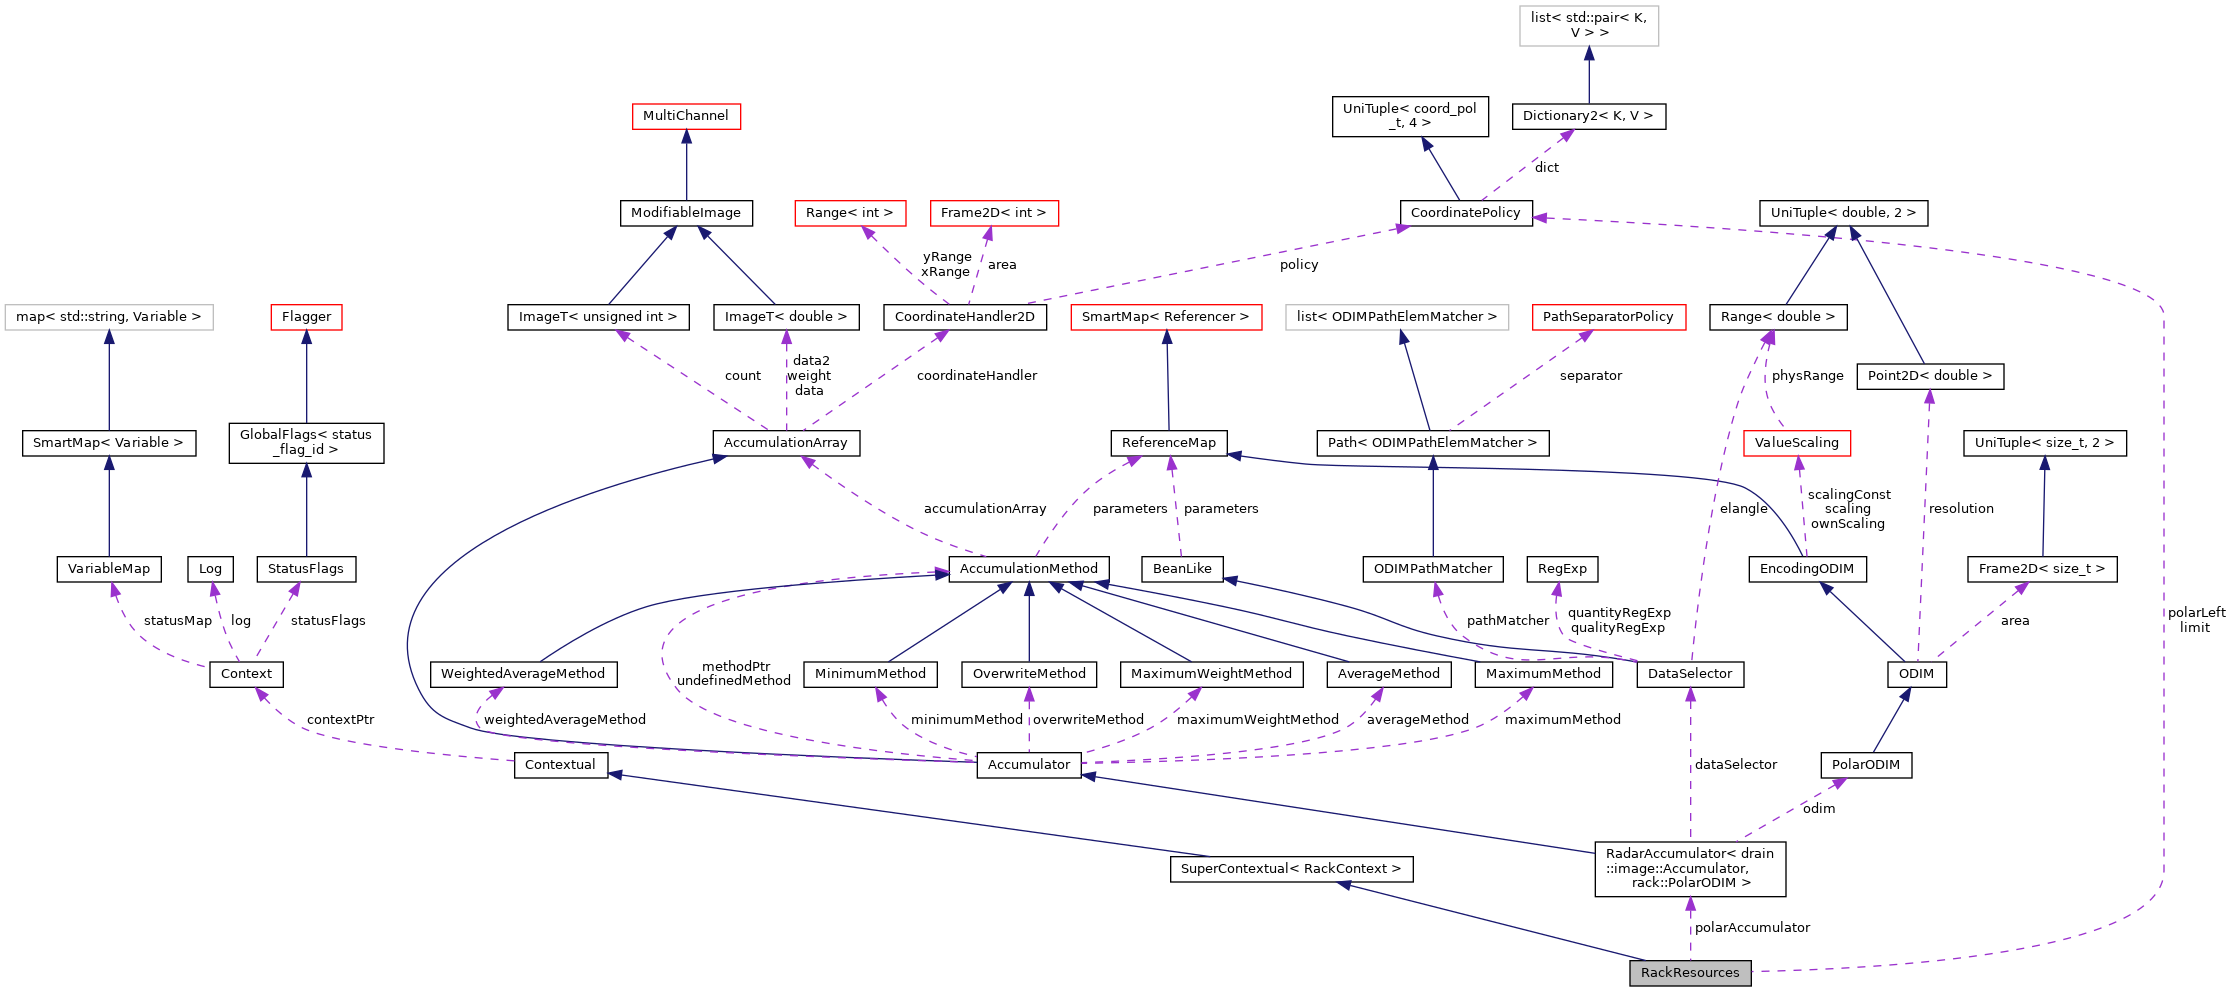 list< std::pair< K,
V > >
MultiChannel
UniTuple< coord_pol
_t, 4 >
Dictionary2< K, V >
dict
ModifiableImage
Range< int >
Frame2D< int >
CoordinatePolicy
UniTuple< double, 2 >
yRange
xRange
area
policy
map< std::string, Variable >
Flagger
ImageT< unsigned int >
ImageT< double >
CoordinateHandler2D
SmartMap< Referencer >
list< ODIMPathElemMatcher >
PathSeparatorPolicy
Range< double >
count
data2
weight
data
coordinateHandler
separator
physRange
Point2D< double >
SmartMap< Variable >
GlobalFlags< status
_flag_id >
AccumulationArray
ReferenceMap
Path< ODIMPathElemMatcher >
ValueScaling
UniTuple< size_t, 2 >
accumulationArray
parameters
parameters
elangle
scalingConst
scaling
ownScaling
resolution
VariableMap
Log
StatusFlags
AccumulationMethod
BeanLike
ODIMPathMatcher
RegExp
EncodingODIM
Frame2D< size_t >
statusMap
log
statusFlags
pathMatcher
quantityRegExp
qualityRegExp
area
polarLeft
limit
Context
WeightedAverageMethod
methodPtr
undefinedMethod
MinimumMethod
OverwriteMethod
MaximumWeightMethod
AverageMethod
MaximumMethod
DataSelector
ODIM
contextPtr
weightedAverageMethod
minimumMethod
overwriteMethod
maximumWeightMethod
averageMethod
maximumMethod
Contextual
Accumulator
dataSelector
PolarODIM
odim
SuperContextual< RackContext >
RadarAccumulator< drain
::image::Accumulator,
rack::PolarODIM >
polarAccumulator
RackResources